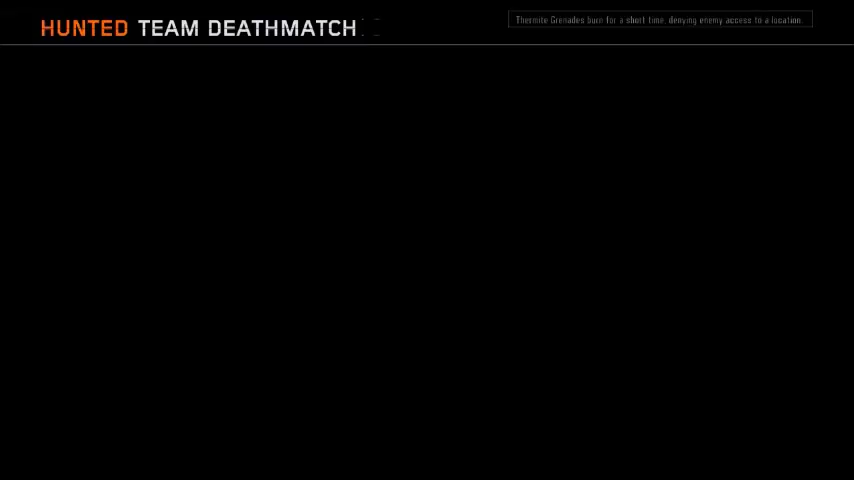 HUNTED TEAM DEATHMATCH
Thermite Grenades burn for a short time, denying enemy access to a location.